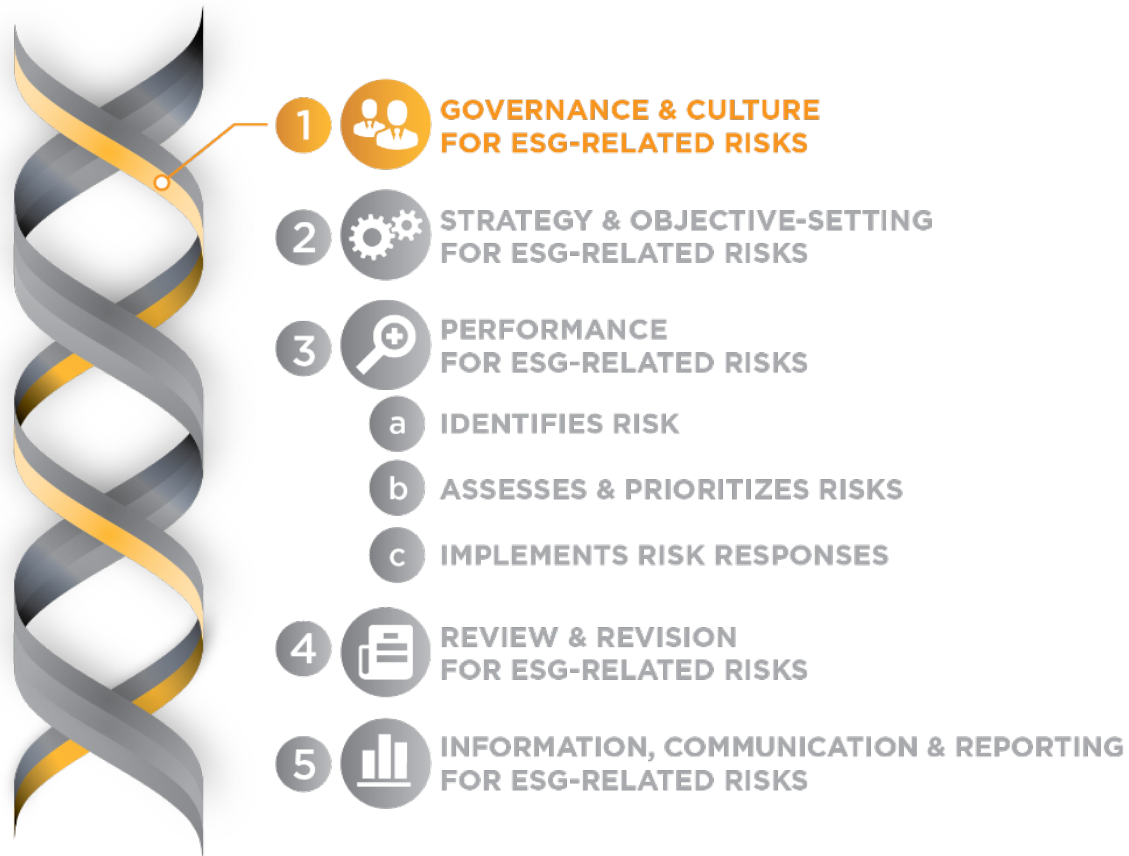 1
GOVERNANCE & CULTURE
FOR ESG-RELATED RISKS
2
STRATEGY & OBJECTIVE-SETTING
FOR ESG-RELATED RISKS
3
PERFORMANCE
FOR ESG-RELATED RISKS
a IDENTIFIES RISK
b ASSESSES & PRIORITIZES RISKS
c IMPLEMENTS RISK RESPONSES
4
REVIEW & REVISION
FOR ESG-RELATED RISKS
5
INFORMATION, COMMUNICATION & REPORTING
FOR ESG-RELATED RISKS